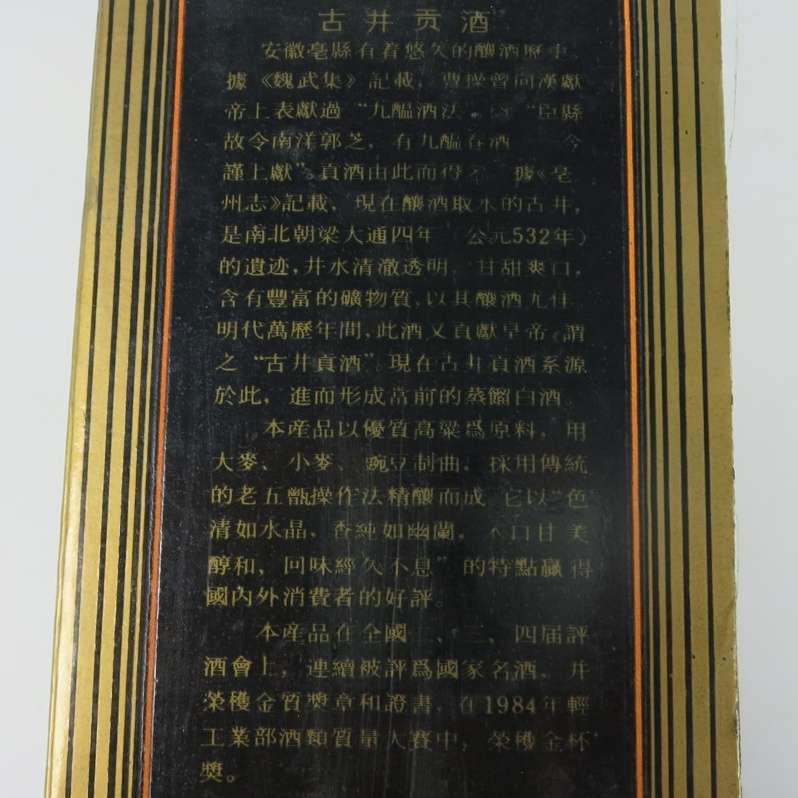 古井贡酒
安徽亳縣有着悠久的釀酒歷史
據《魏武集》記載，曹操曾向漢獻
帝上表獻過“九醖酒法”，曰“臣縣
故令南洋郭芝，有九醖春酒 今
謹上獻”。貢酒由此而得 據《亳
州志》記載，現在釀酒取水的古井，
是南北朝梁大通四年（公元532年）
的遺迹，井水清澈透明，甘甜爽口，
含有豐富的礦物質，以其釀酒尤佳
明代萬歷年間，此酒又貢獻皇帝，謂
之“古井貢酒”。現在古井貢酒系源
於此，進而形成當前的蒸餾白酒。
本産品以優質高粱爲原料，用
大麥、小麥、豌豆制曲，採用傳統
的老五甑操作法精釀而成 它以“色
清如水晶，香純如幽蘭，入口甘美
醇和，回味經久不息”的特點贏得
國內外消費者的好評。
本産品在全國二、三、四届評
酒會上，連續被評爲國家名酒，并
榮穫金質奬章和證書，在1984年輕
工業部酒類質量大賽中，榮穫金杯
奬。